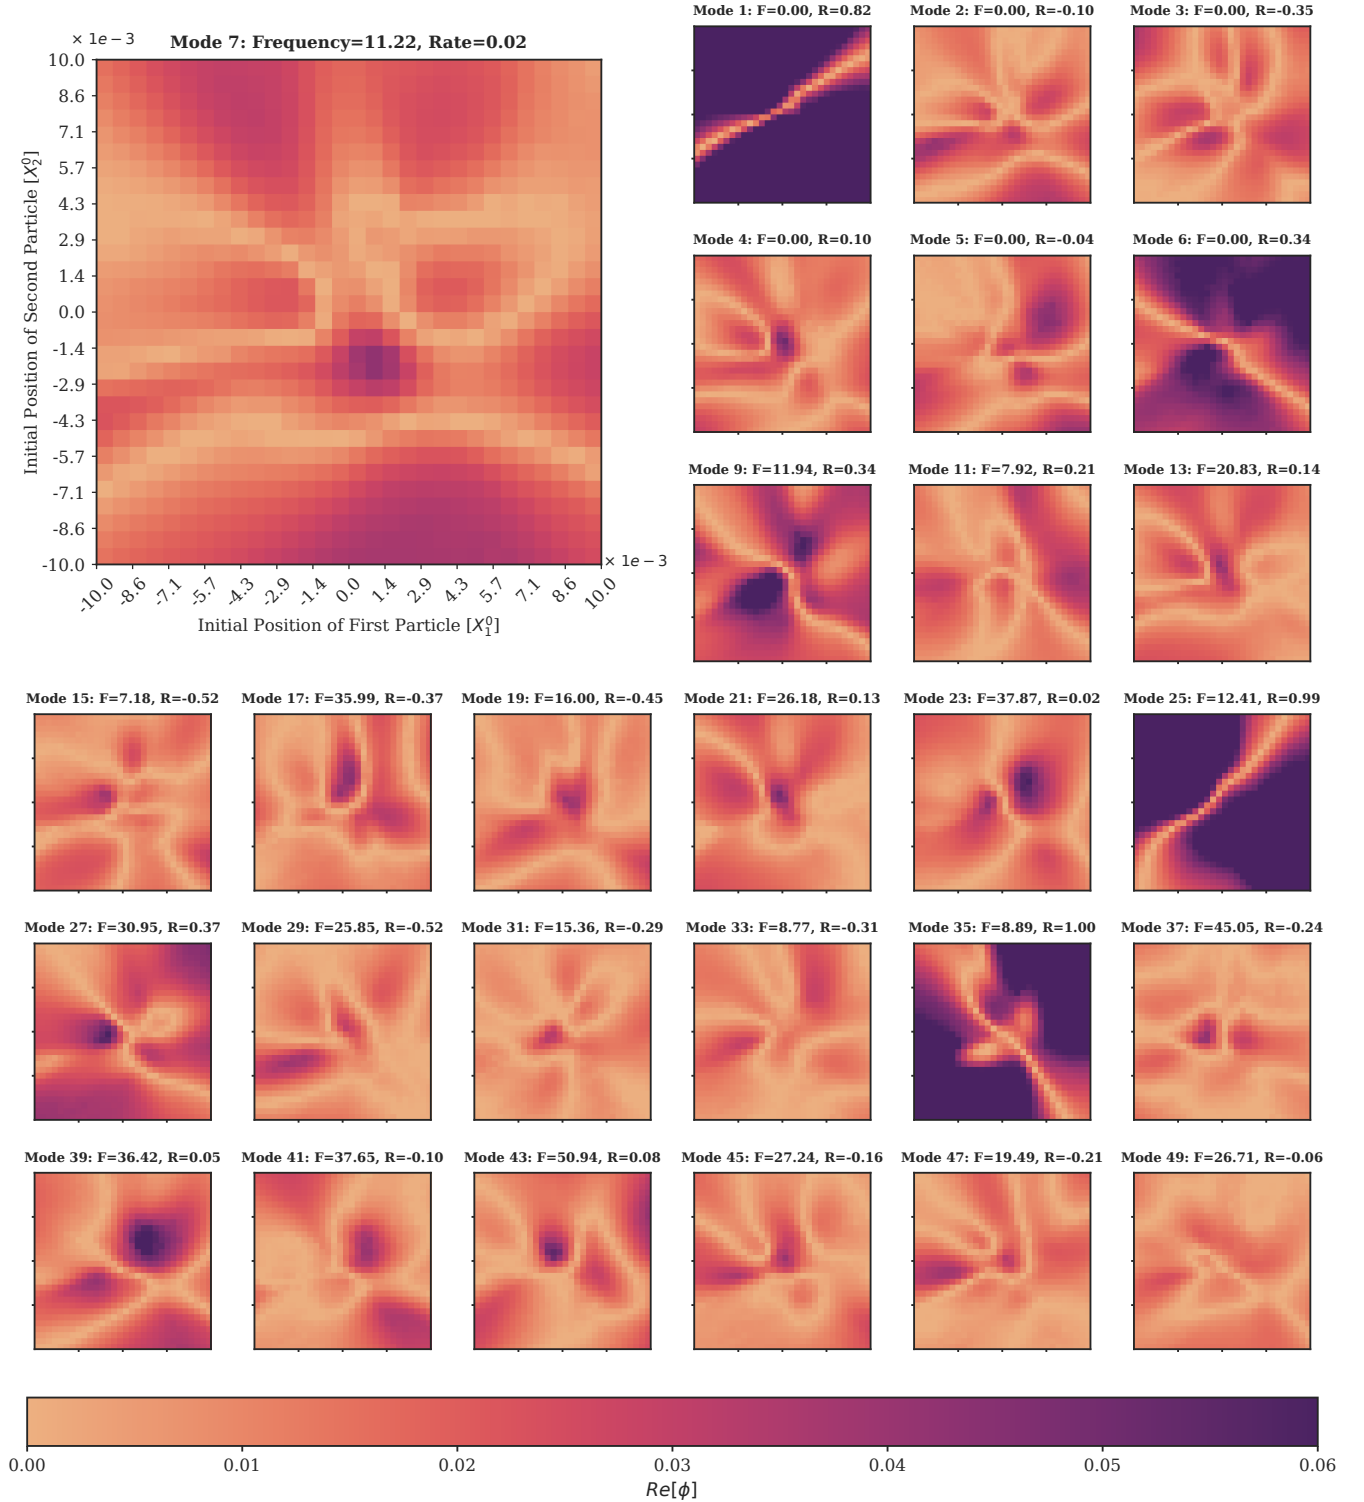 × 1e−3
Mode 7: Frequency=11.22, Rate=0.02
10.0
8.6
7.1
5.7
4.3
2.9
1.4
0.0
-1.4
-2.9
-4.3
-5.7
-7.1
-8.6
-10.0
Initial Position of Second Particle [X₂⁰]
-10.0 -8.6 -7.1 -5.7 -4.3 -2.9 -1.4 0.0 1.4 2.9 4.3 5.7 7.1 8.6 10.0
× 1e−3
Initial Position of First Particle [X₁⁰]
Mode 1: F=0.00, R=0.82
Mode 2: F=0.00, R=-0.10
Mode 3: F=0.00, R=-0.35
Mode 4: F=0.00, R=0.10
Mode 5: F=0.00, R=-0.04
Mode 6: F=0.00, R=0.34
Mode 9: F=11.94, R=0.34
Mode 11: F=7.92, R=0.21
Mode 13: F=20.83, R=0.14
Mode 15: F=7.18, R=-0.52
Mode 17: F=35.99, R=-0.37
Mode 19: F=16.00, R=-0.45
Mode 21: F=26.18, R=0.13
Mode 23: F=37.87, R=0.02
Mode 25: F=12.41, R=0.99
Mode 27: F=30.95, R=0.37
Mode 29: F=25.85, R=-0.52
Mode 31: F=15.36, R=-0.29
Mode 33: F=8.77, R=-0.31
Mode 35: F=8.89, R=1.00
Mode 37: F=45.05, R=-0.24
Mode 39: F=36.42, R=0.05
Mode 41: F=37.65, R=-0.10
Mode 43: F=50.94, R=0.08
Mode 45: F=27.24, R=-0.16
Mode 47: F=19.49, R=-0.21
Mode 49: F=26.71, R=-0.06
0.00 0.01 0.02 0.03 0.04 0.05 0.06
Re[ϕ]